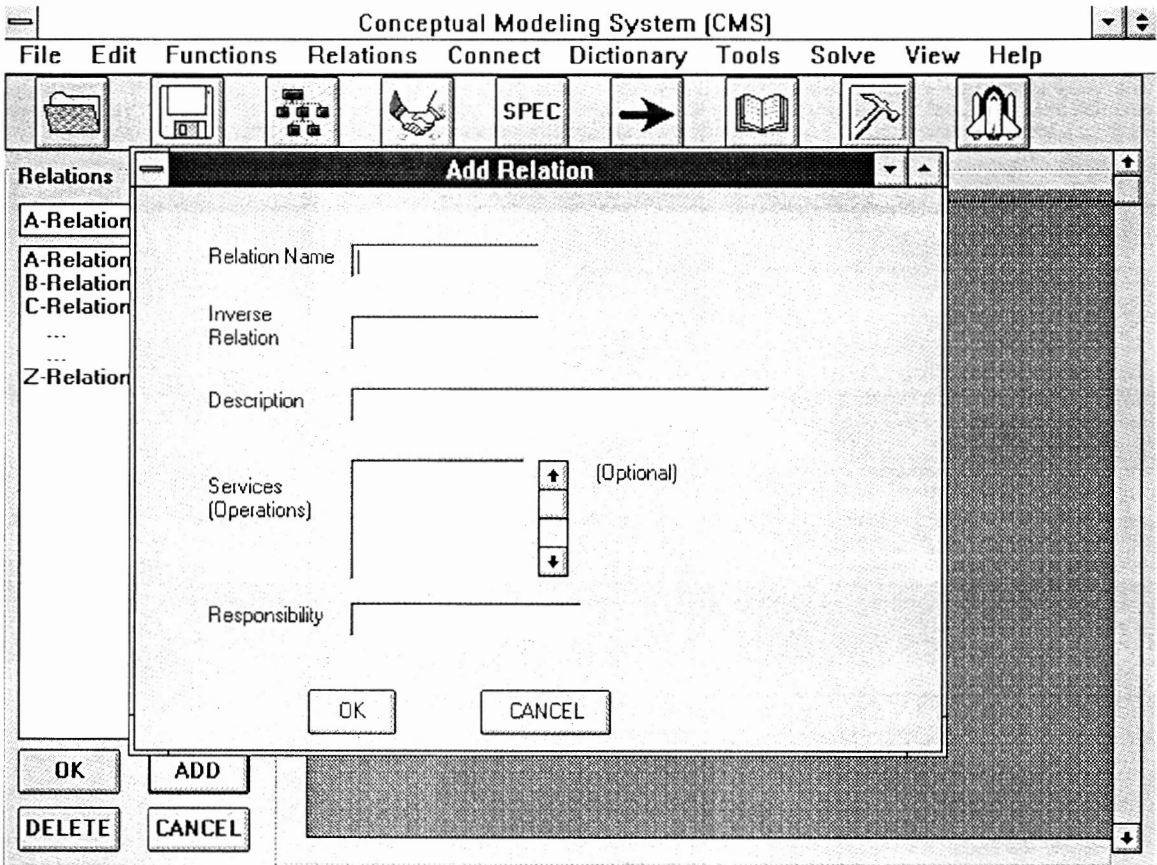 Conceptual Modeling System (CMS)
File Edit Functions Relations Connect Dictionary Tools Solve View Help
SPEC
Relations
A-Relation
A-Relation
B-Relation
C-Relation
...
...
Z-Relation
OK ADD
DELETE CANCEL
Add Relation
Relation Name
Inverse
Relation
Description
Services
(Operations)
(Optional)
Responsibility
OK CANCEL